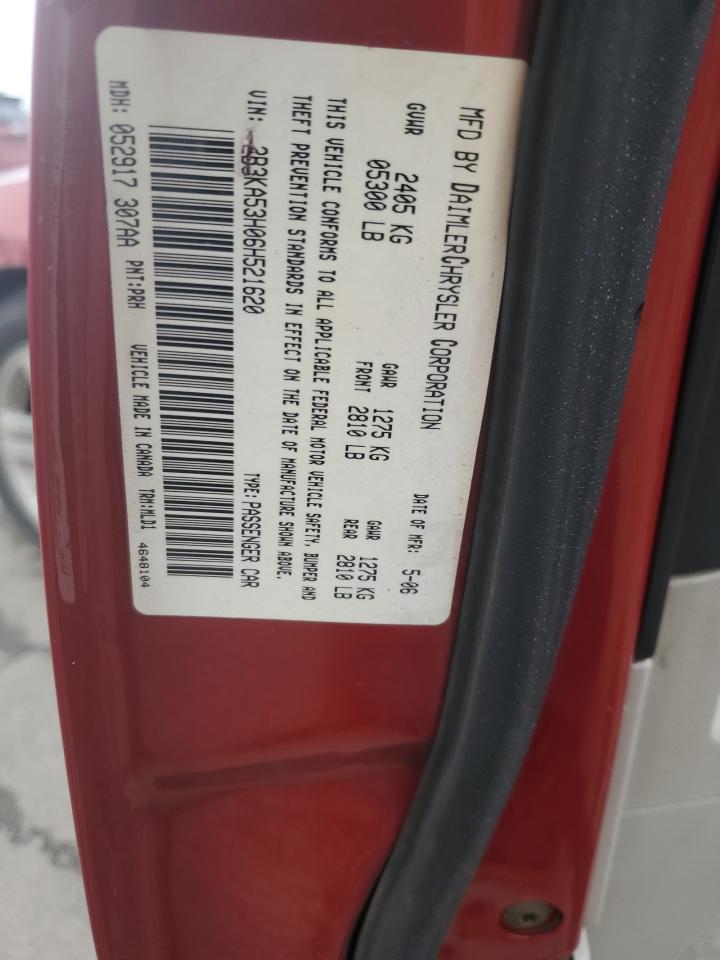 MFD BY DAIMLERCHRYSLER CORPORATION
DATE OF MFR: 5-06
GVWR 2405 KG
05300 LB
GAWR FRONT 1275 KG
2810 LB
GAWR REAR 1275 KG
2810 LB
THIS VEHICLE CONFORMS TO ALL APPLICABLE FEDERAL MOTOR VEHICLE SAFETY, BUMPER AND
THEFT PREVENTION STANDARDS IN EFFECT ON THE DATE OF MANUFACTURE SHOWN ABOVE.
VIN: 2B3KA53H06H521620 TYPE: PASSENGER CAR
MDH: 052917 307AA PNT:PRH VEHICLE MADE IN CANADA TRM:MLD1 4648104